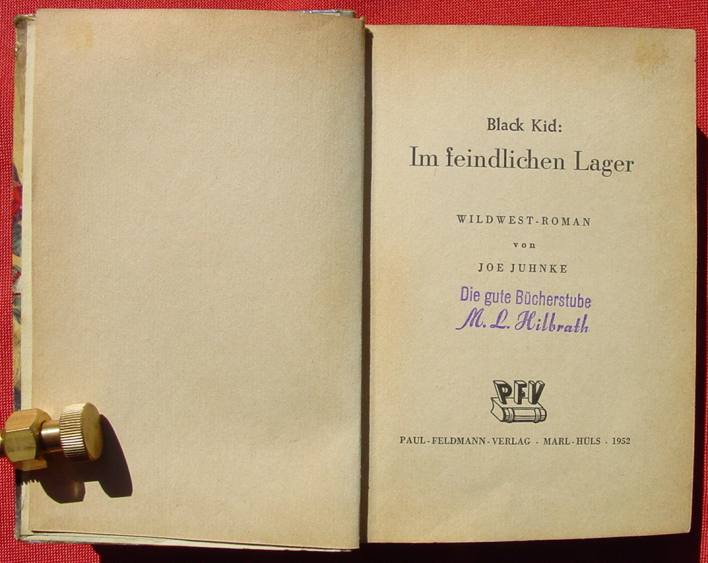 Black Kid:
Im feindlichen Lager
WILDWEST-ROMAN
von
JOE JUHNKE
Die gute Bücherstube
M. L. Hilbrath
PFV
PAUL-FELDMANN-VERLAG · MARL-HÜLS · 1952